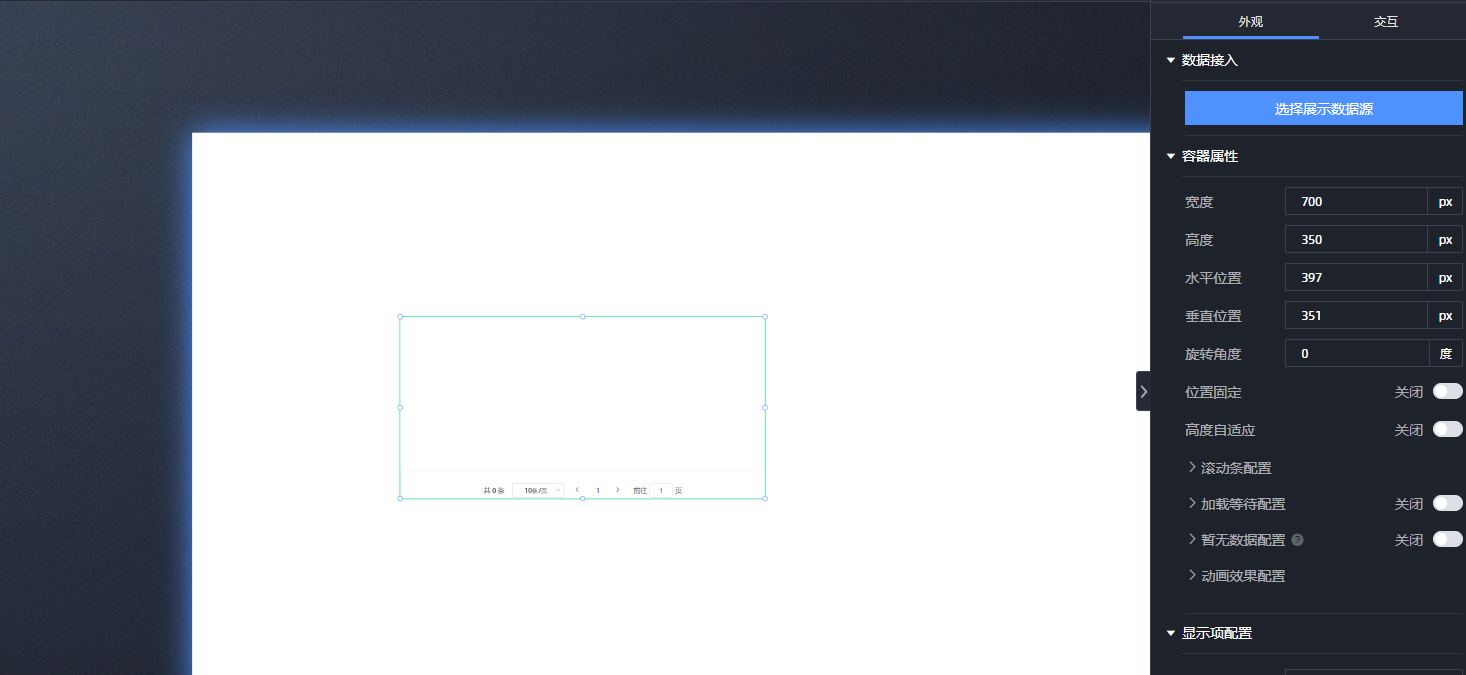 外观 交互
数据接入
选择展示数据源
容器属性
宽度 700 px
高度 350 px
水平位置 397 px
垂直位置 351 px
旋转角度 0 度
位置固定 关闭
高度自适应 关闭
滚动条配置
加载等待配置 关闭
暂无数据配置 ? 关闭
动画效果配置
显示项配置
共 0 条 10条/页 1 前往 1 页